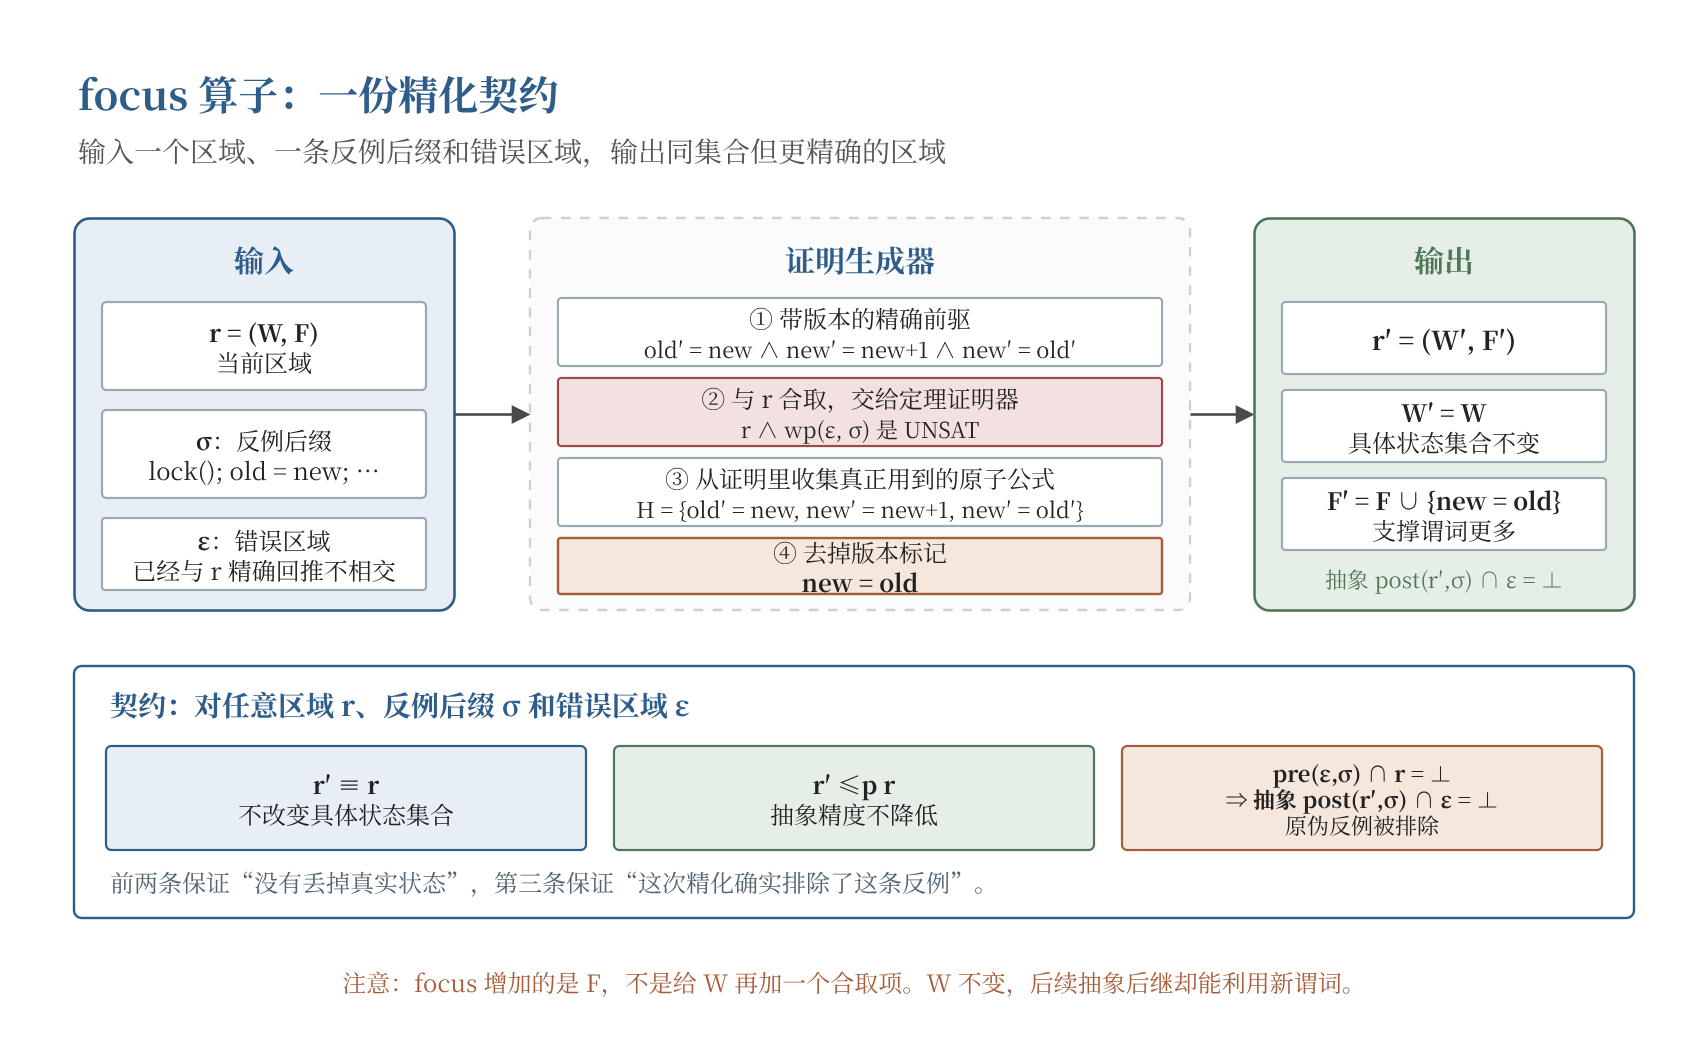 focus 算子：一份精化契约
输入一个区域、一条反例后缀和错误区域，输出同集合但更精确的区域
输入
r = (W, F)
当前区域
σ：反例后缀
lock(); old = new; ⋯
ε：错误区域
已经与 r 精确回推不相交
证明生成器
① 带版本的精确前驱
old′ = new ∧ new′ = new+1 ∧ new′ = old′
② 与 r 合取，交给定理证明器
r ∧ wp(ε, σ) 是 UNSAT
③ 从证明里收集真正用到的原子公式
H = {old′ = new, new′ = new+1, new′ = old′}
④ 去掉版本标记
new = old
输出
r′ = (W′, F′)
W′ = W
具体状态集合不变
F′ = F ∪ {new = old}
支撑谓词更多
抽象 post(r′,σ) ∩ ε = ⊥
契约：对任意区域 r、反例后缀 σ 和错误区域 ε
r′ ≡ r
不改变具体状态集合
r′ ⩽p r
抽象精度不降低
pre(ε,σ) ∩ r = ⊥
⇒ 抽象 post(r′,σ) ∩ ε = ⊥
原伪反例被排除
前两条保证“没有丢掉真实状态”，第三条保证“这次精化确实排除了这条反例”。
注意：focus 增加的是 F，不是给 W 再加一个合取项。W 不变，后续抽象后继却能利用新谓词。